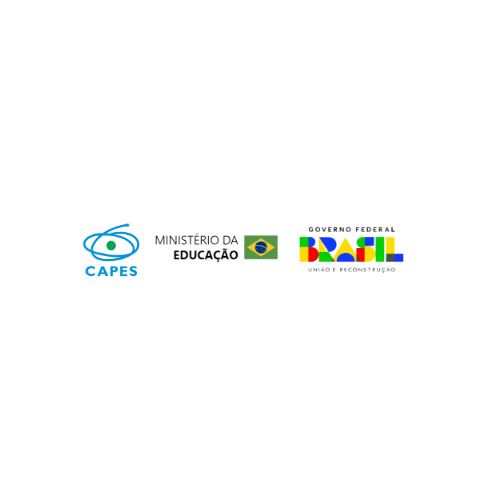 CAPES
MINISTÉRIO DA
EDUCAÇÃO
GOVERNO FEDERAL
BRASIL
UNIÃO E RECONSTRUÇÃO